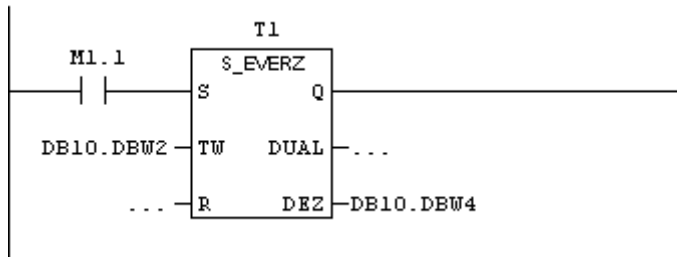 T1
M1.1
S_EVERZ
S Q
DB10.DBW2 TW DUAL ...
... R DEZ DB10.DBW4